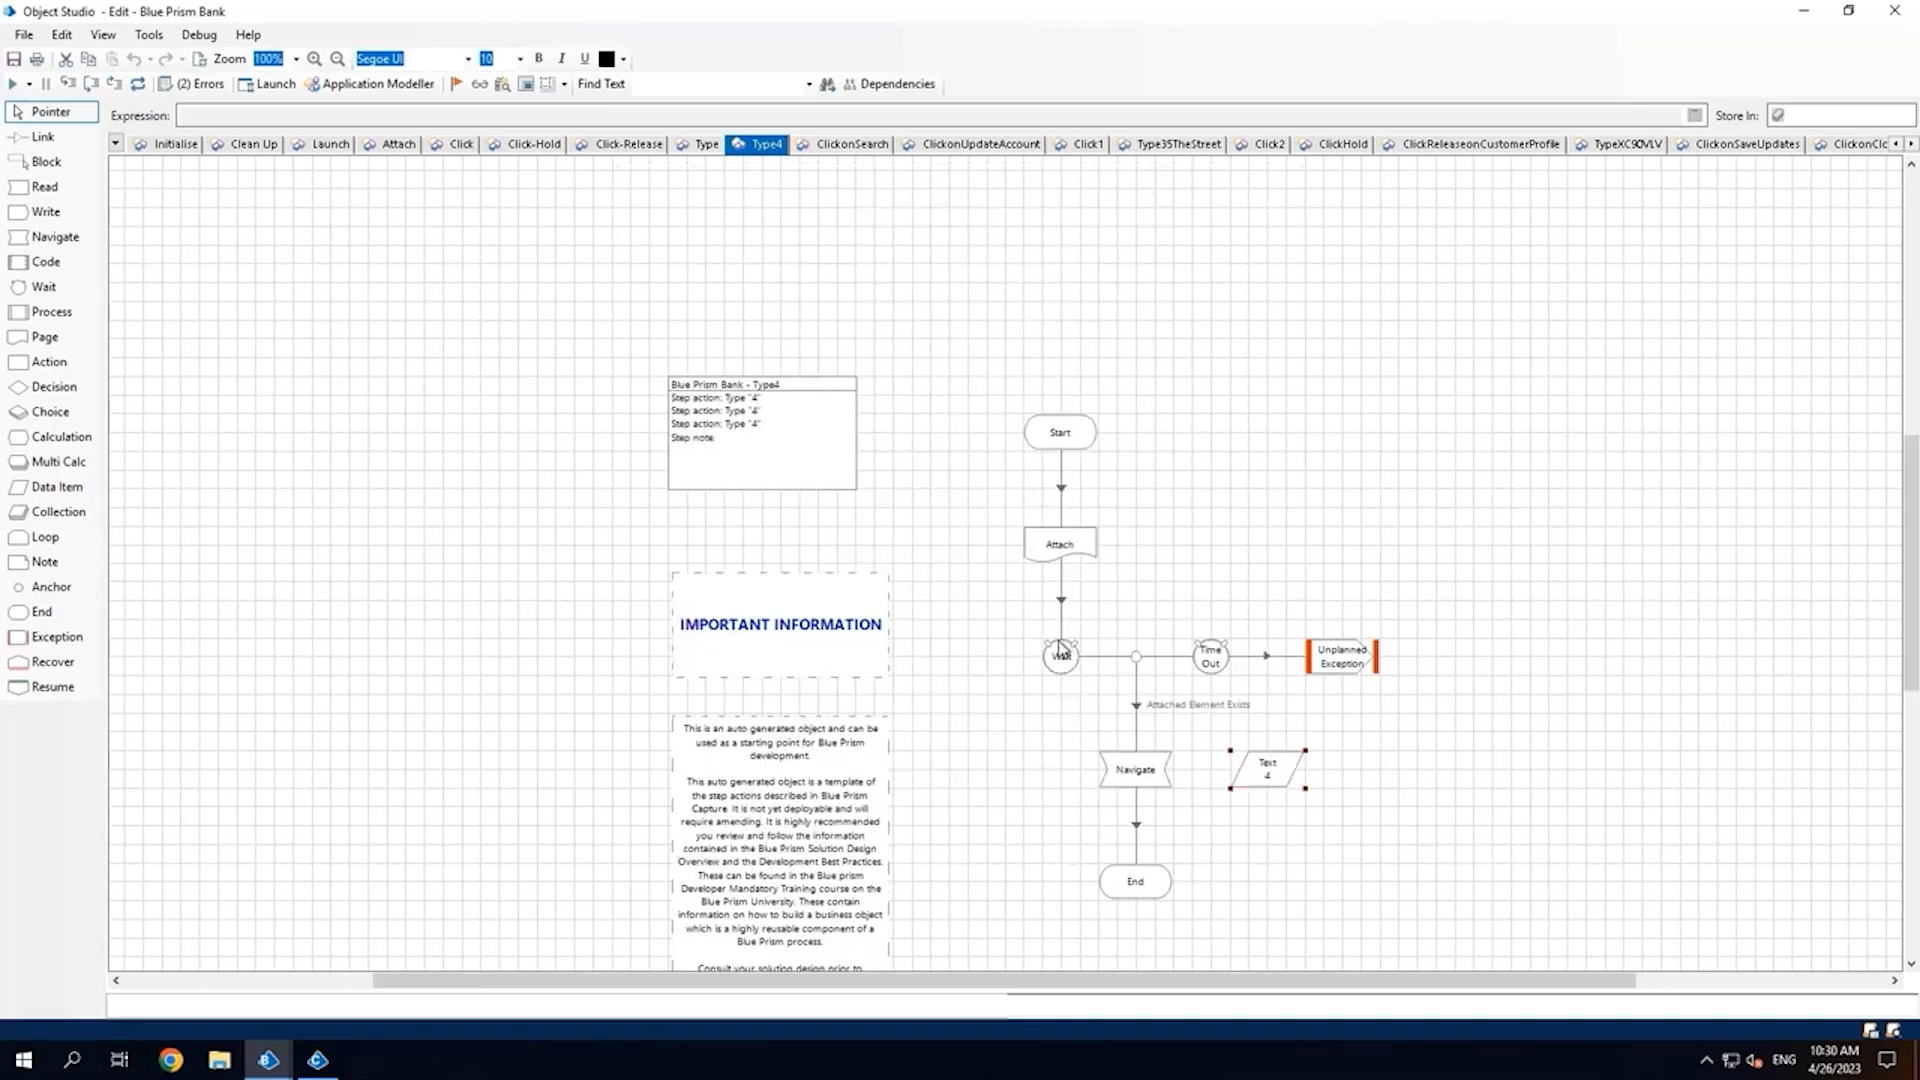 Object Studio - Edit - Blue Prism Bank
File Edit View Tools Debug Help
Zoom 100% Segoe UI 10 B I U
(2) Errors Launch Application Modeller Find Text Dependencies
Pointer
Expression: Store In:
Link
Initialise Clean Up Launch Attach Click Click-Hold Click-Release Type Type4 ClickonSearch ClickonUpdateAccount Click1 Type35TheStreet Click2 ClickHold ClickReleaseonCustomerProfile TypeXC90VLV ClickonSaveUpdates ClickonClc
Block
Read
Write
Navigate
Code
Wait
Process
Page
Action
Decision
Choice
Calculation
Multi Calc
Data Item
Collection
Loop
Note
Anchor
End
Exception
Recover
Resume
Blue Prism Bank - Type4
Step action: Type "4"
Step action: Type "4"
Step action: Type "4"
Step note:
IMPORTANT INFORMATION
This is an auto generated object and can be
used as a starting point for Blue Prism
development.
This auto generated object is a template of
the step actions described in Blue Prism
Capture. It is not yet deployable and will
require amending. It is highly recommended
you review and follow the information
contained in the Blue Prism Solution Design
Overview and the Development Best Practices.
These can be found in the Blue prism
Developer Mandatory Training course on the
Blue Prism University. These contain
information on how to build a business object
which is a highly reusable component of a
Blue Prism process.
Consult your solution design prior to
Start
Attach
Time
Out
Unplanned
Exception
Attached Element Exists
Navigate
Text
4
End
B
C
ENG
10:30 AM
4/26/2023